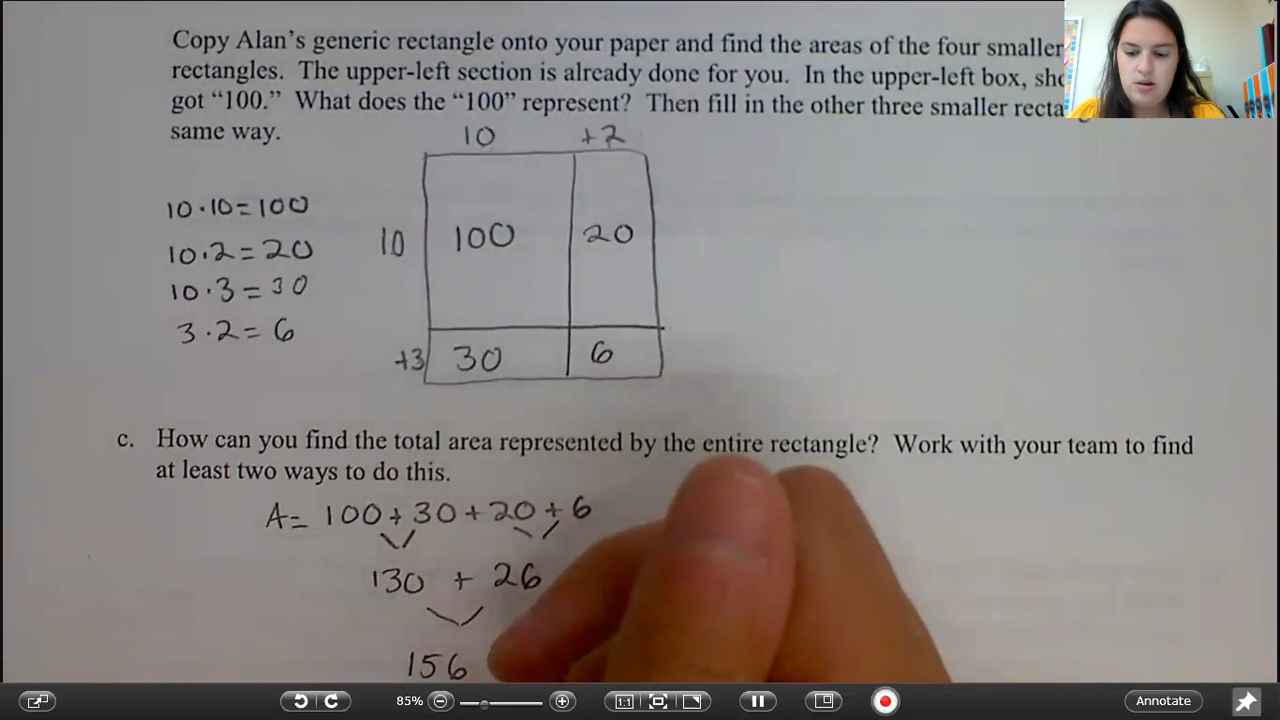 Copy Alan's generic rectangle onto your paper and find the areas of the four smaller
rectangles. The upper-left section is already done for you. In the upper-left box,
got “100.” What does the “100” represent? Then fill in the other three smaller
same way.
10 +2
10·10=100
10 100 20
10·2=20
10·3=30
3·2=6
+3 30 6
c. How can you find the total area represented by the entire rectangle? Work with your team to find
at least two ways to do this.
A= 100+30+20+6
130 + 26
156
85% 1:1 Annotate